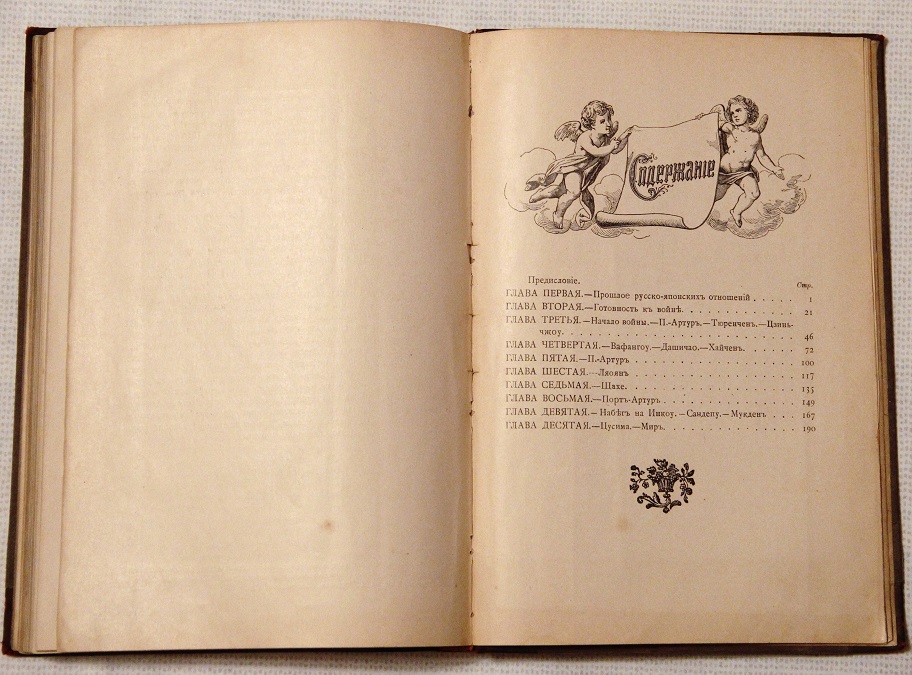 Содержаніе
Предисловіе.
Стр.
ГЛАВА ПЕРВАЯ.—Прошлое русско-японскихъ отношеній . . . . . 1
ГЛАВА ВТОРАЯ.—Готовность къ войнѣ. . . . . . . . . . . . . 21
ГЛАВА ТРЕТЬЯ.—Начало войны.—П.-Артуръ.—Тюренченъ.—Цзинь-
чжоу. . . . . . . . . . . . . . . . . . . . . . . . 46
ГЛАВА ЧЕТВЕРТАЯ.—Вафангоу.—Дашичао.—Хайченъ. . . . . . 72
ГЛАВА ПЯТАЯ.—П.-Артуръ . . . . . . . . . . . . . . . . 100
ГЛАВА ШЕСТАЯ.—Ляоянъ . . . . . . . . . . . . . . . . 117
ГЛАВА СЕДЬМАЯ.—Шахе. . . . . . . . . . . . . . . . . 135
ГЛАВА ВОСЬМАЯ.—Портъ-Артуръ . . . . . . . . . . . . . 149
ГЛАВА ДЕВЯТАЯ.—Набѣгъ на Инкоу.—Сандепу.—Мукденъ . . . 167
ГЛАВА ДЕСЯТАЯ.—Цусима.—Миръ. . . . . . . . . . . . . 190